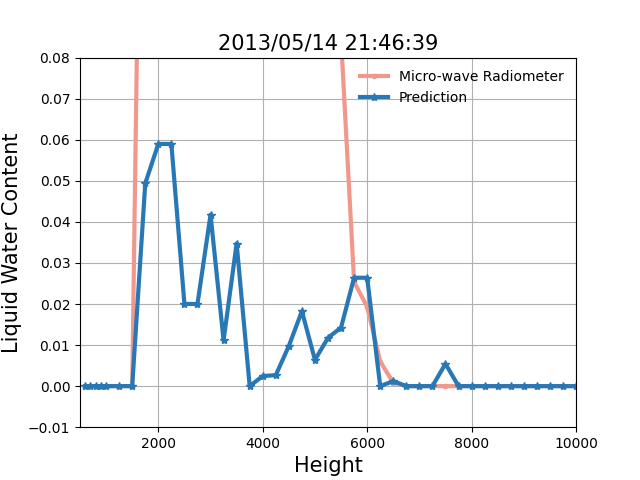 2013/05/14 21:46:39
Micro-wave Radiometer
Prediction
Liquid Water Content
0.08
0.07
0.06
0.05
0.04
0.03
0.02
0.01
0.00
−0.01
2000 4000 6000 8000 10000
Height